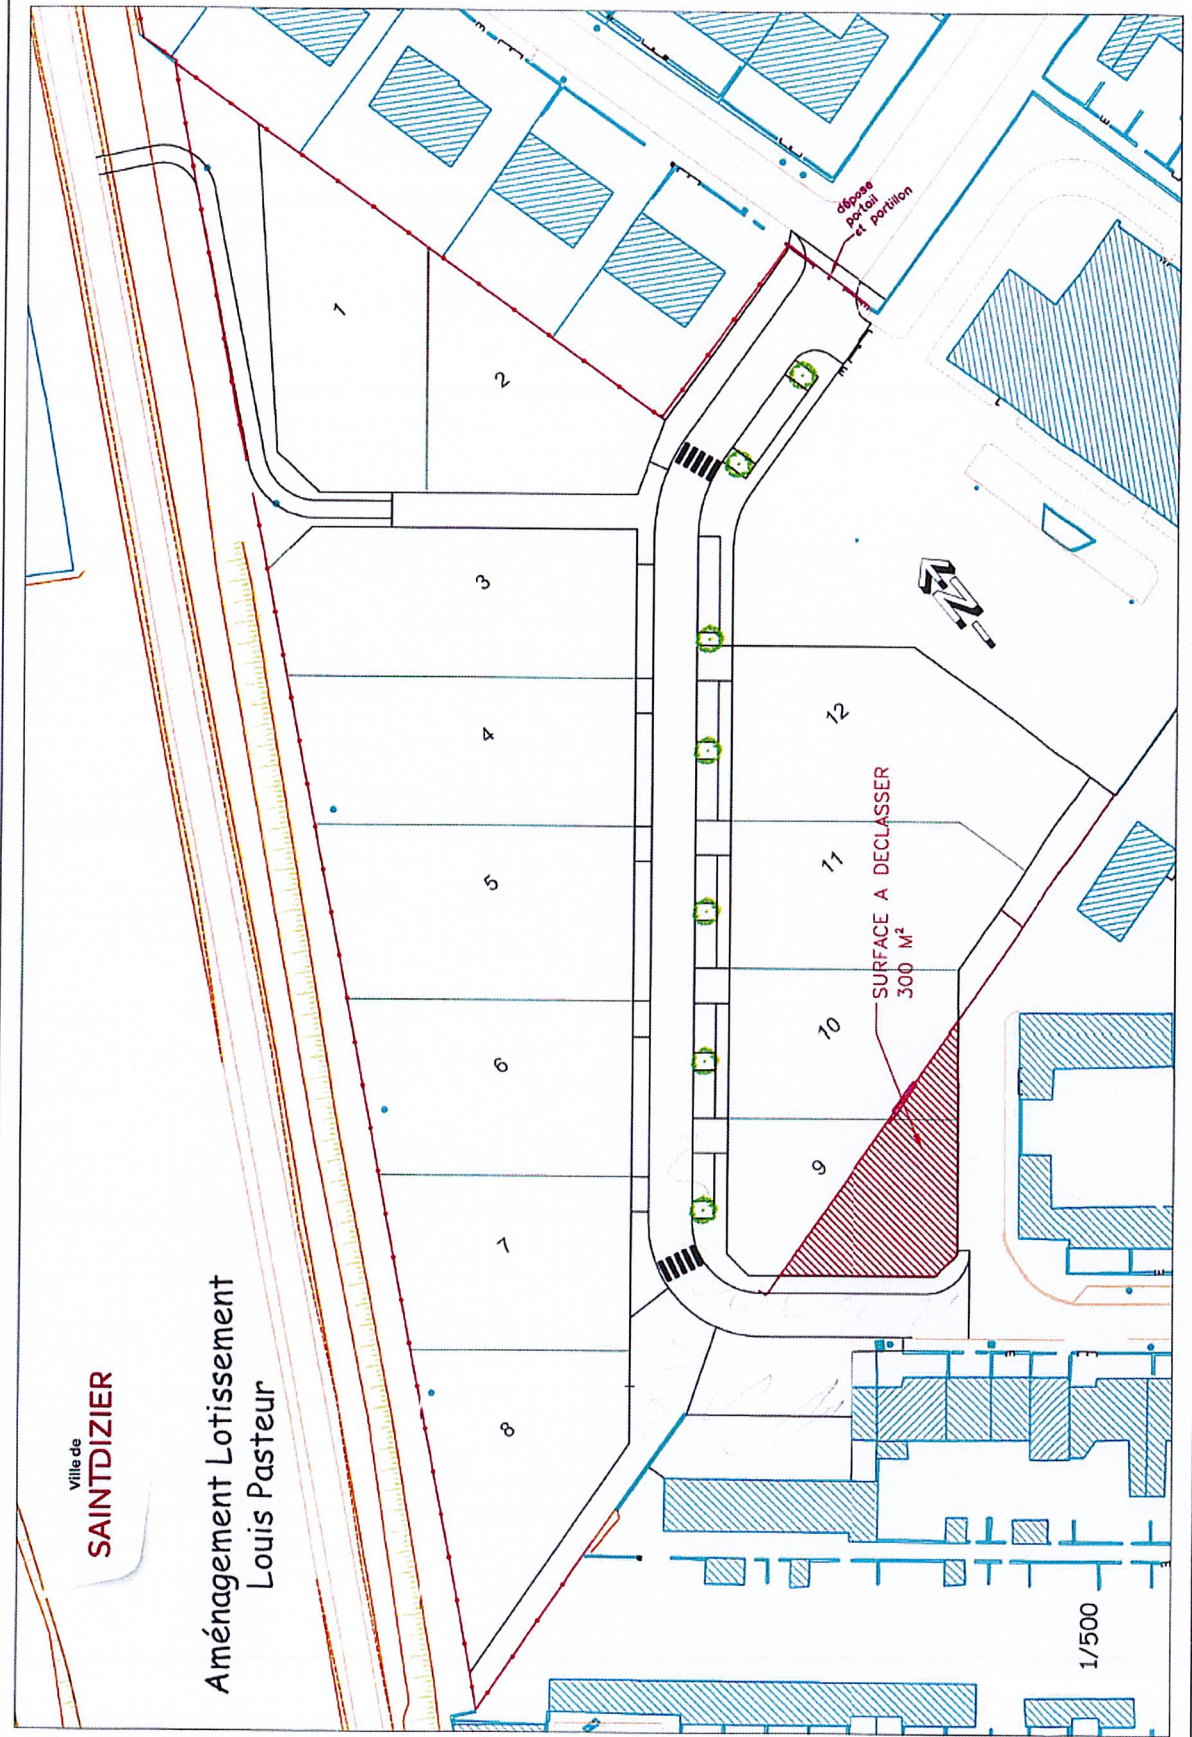 Ville de
SAINTDIZIER
Aménagement Lotissement
Louis Pasteur
1
2
3
4
5
6
7
8
9
10
11
12
SURFACE A DECLASSER
300 M²
dépose
portail
et portillon
N
1/500